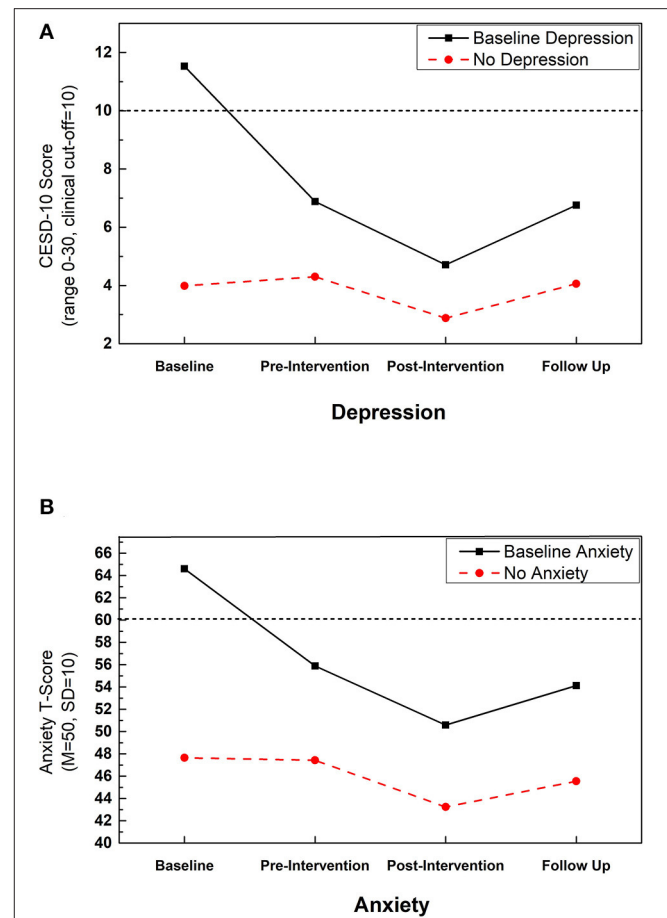 A
Baseline Depression
No Depression
12
10
8
6
4
2
CESD-10 Score
(range 0-30, clinical cut-off=10)
Baseline Pre-Intervention Post-Intervention Follow Up
Depression
B
Baseline Anxiety
No Anxiety
66
64
62
60
58
56
54
52
50
48
46
44
42
40
Anxiety T-Score
(M=50, SD=10)
Baseline Pre-Intervention Post-Intervention Follow Up
Anxiety